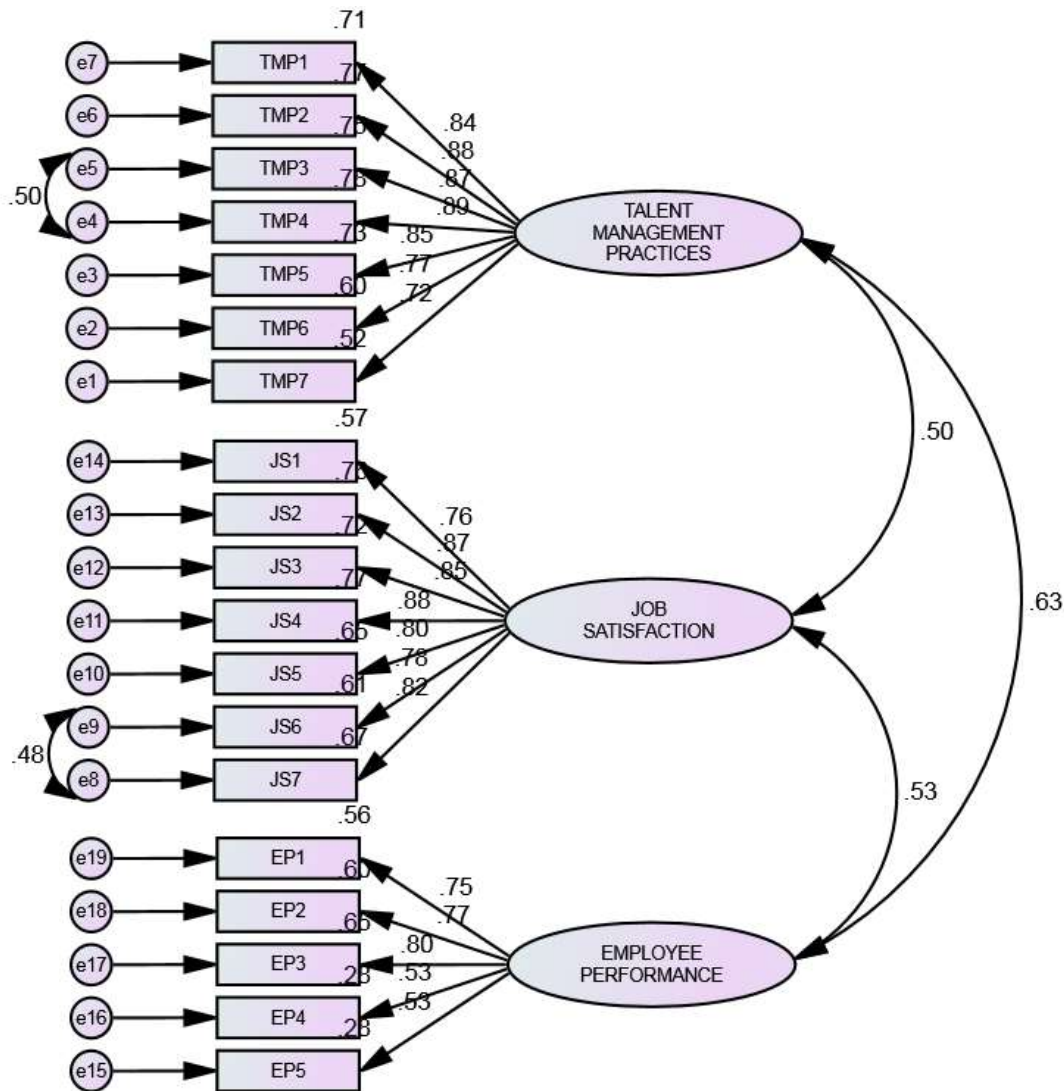 .71
e7
TMP1
.77
.84
e6
TMP2
.76
.88
e5
TMP3
.87
.50
.78
.89
e4
TMP4
TALENT
MANAGEMENT
PRACTICES
.73
.85
e3
TMP5
.77
.60
.72
e2
TMP6
.52
e1
TMP7
.57
.50
e14
JS1
.76
e13
JS2
.72
.87
e12
JS3
.85
.77
.88
e11
JS4
JOB
SATISFACTION
.63
.65
.80
e10
JS5
.78
.61
.82
e9
JS6
.67
.48
e8
JS7
.56
.53
e19
EP1
.60
.75
e18
EP2
.77
.65
.80
e17
EP3
EMPLOYEE
PERFORMANCE
.28
.53
e16
EP4
.53
.28
e15
EP5